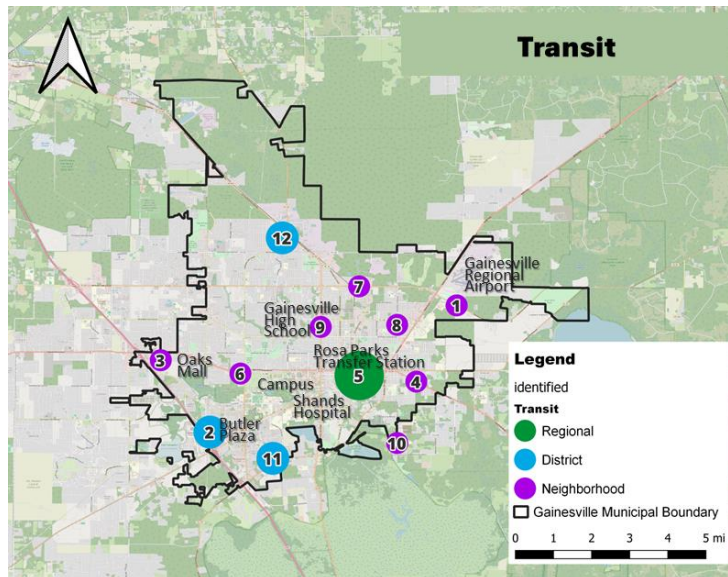 Transit
12
Gainesville
Regional
Airport
7
1
Gainesville
High
School
9
8
Rosa Parks
Transfer Station
3
Oaks
Mall
6
Campus
5
4
Shands
Hospital
2
Butler
Plaza
10
11
Legend
identified
Transit
Regional
District
Neighborhood
Gainesville Municipal Boundary
0 1 2 3 4 5 mi